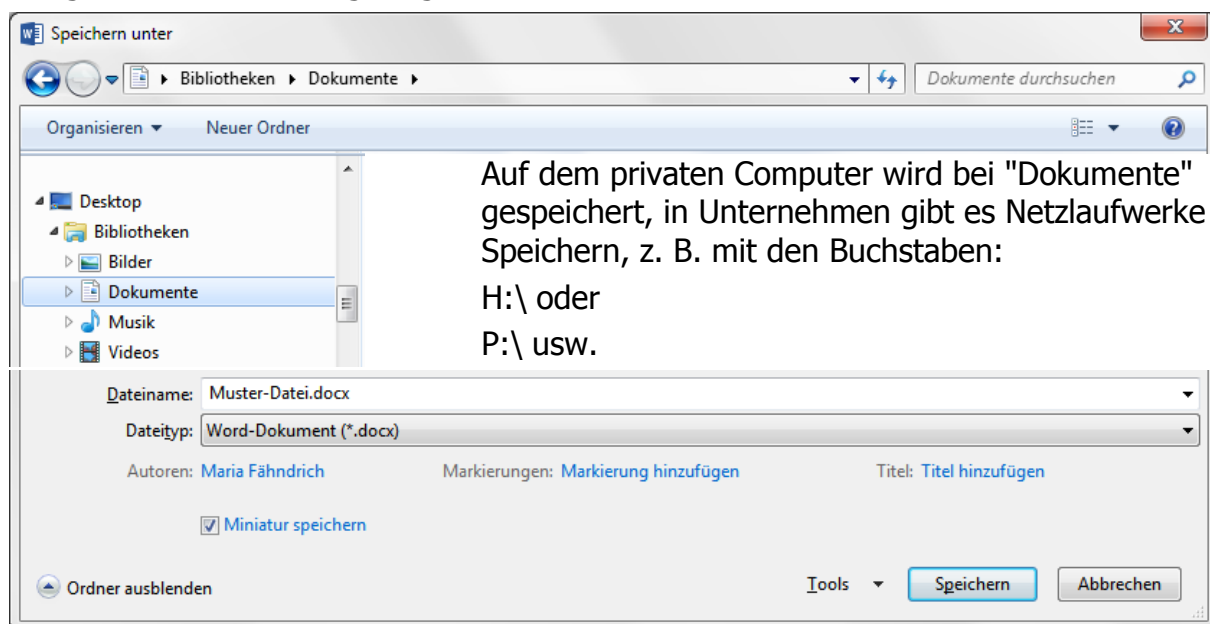 Speichern unter
Bibliotheken Dokumente
Dokumente durchsuchen
Organisieren Neuer Ordner
Desktop
Bibliotheken
Bilder
Dokumente
Musik
Videos
Auf dem privaten Computer wird bei "Dokumente"
gespeichert, in Unternehmen gibt es Netzlaufwerke
Speichern, z. B. mit den Buchstaben:
H:\ oder
P:\ usw.
Dateiname: Muster-Datei.docx
Dateityp: Word-Dokument (*.docx)
Autoren: Maria Fähndrich Markierungen: Markierung hinzufügen Titel: Titel hinzufügen
Miniatur speichern
Ordner ausblenden Tools Speichern Abbrechen